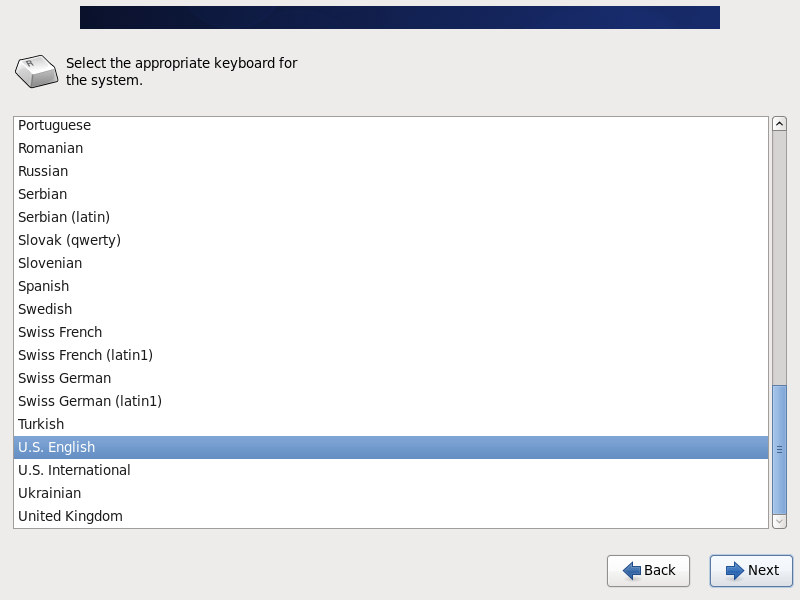 Select the appropriate keyboard for
the system.
Portuguese
Romanian
Russian
Serbian
Serbian (latin)
Slovak (qwerty)
Slovenian
Spanish
Swedish
Swiss French
Swiss French (latin1)
Swiss German
Swiss German (latin1)
Turkish
U.S. English
U.S. International
Ukrainian
United Kingdom
Back
Next